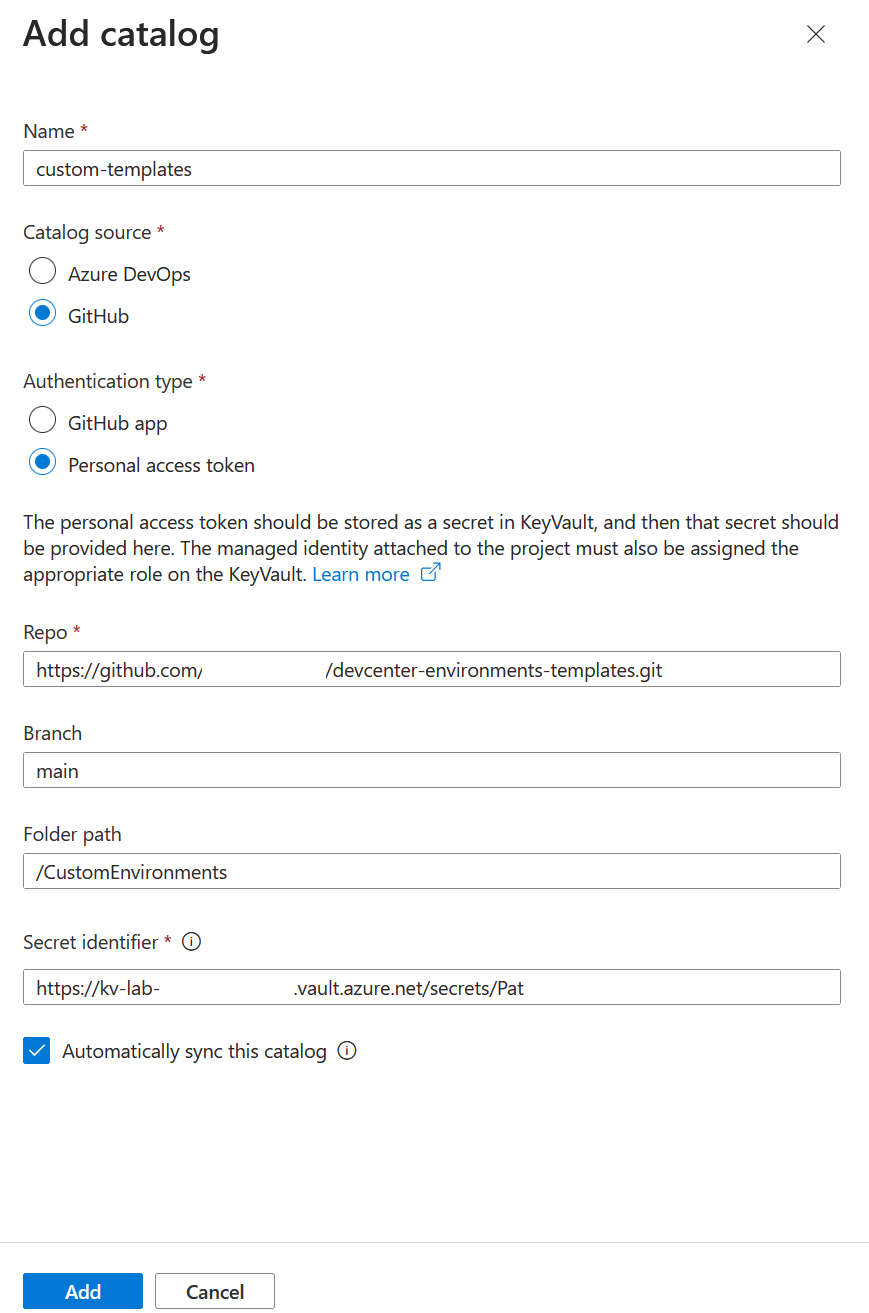 Add catalog
Name *
custom-templates
Catalog source *
Azure DevOps
GitHub
Authentication type *
GitHub app
Personal access token
The personal access token should be stored as a secret in KeyVault, and then that secret should
be provided here. The managed identity attached to the project must also be assigned the
appropriate role on the KeyVault. Learn more
Repo *
https://github.com/ /devcenter-environments-templates.git
Branch
main
Folder path
/CustomEnvironments
Secret identifier *
https://kv-lab- .vault.azure.net/secrets/Pat
Automatically sync this catalog
Add
Cancel